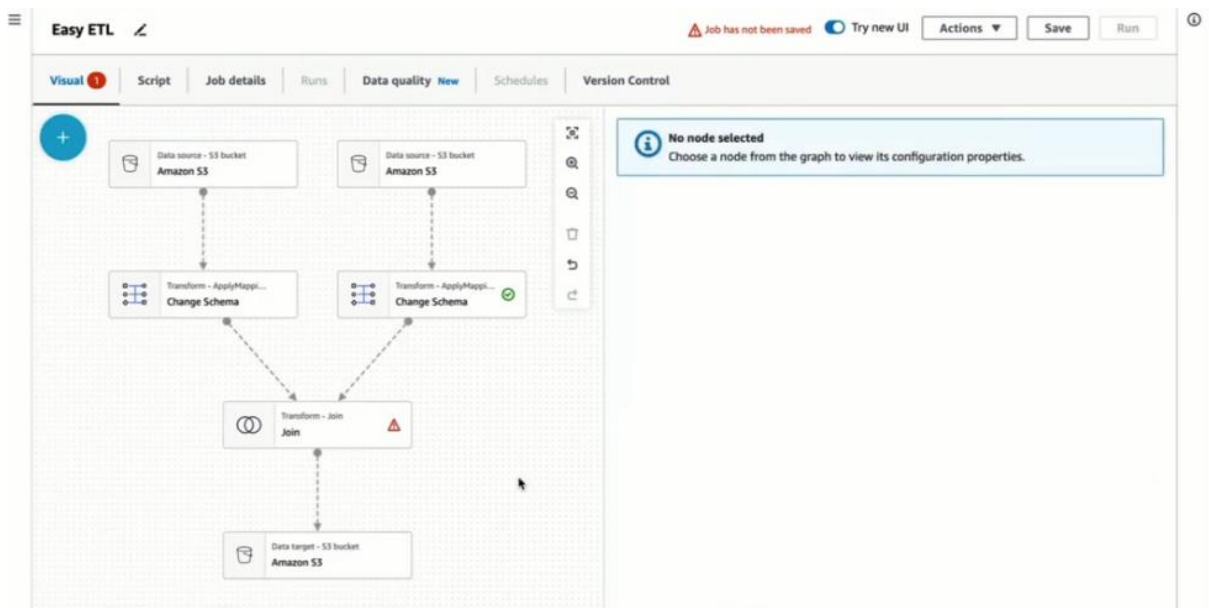 Easy ETL
Job has not been saved
Try new UI
Actions
Save
Run
Visual 1
Script
Job details
Runs
Data quality New
Schedules
Version Control
Data source - S3 bucket
Amazon S3
Data source - S3 bucket
Amazon S3
No node selected
Choose a node from the graph to view its configuration properties.
Transform - ApplyMappi...
Change Schema
Transform - ApplyMappi...
Change Schema
Transform - Join
Join
Data target - S3 bucket
Amazon S3